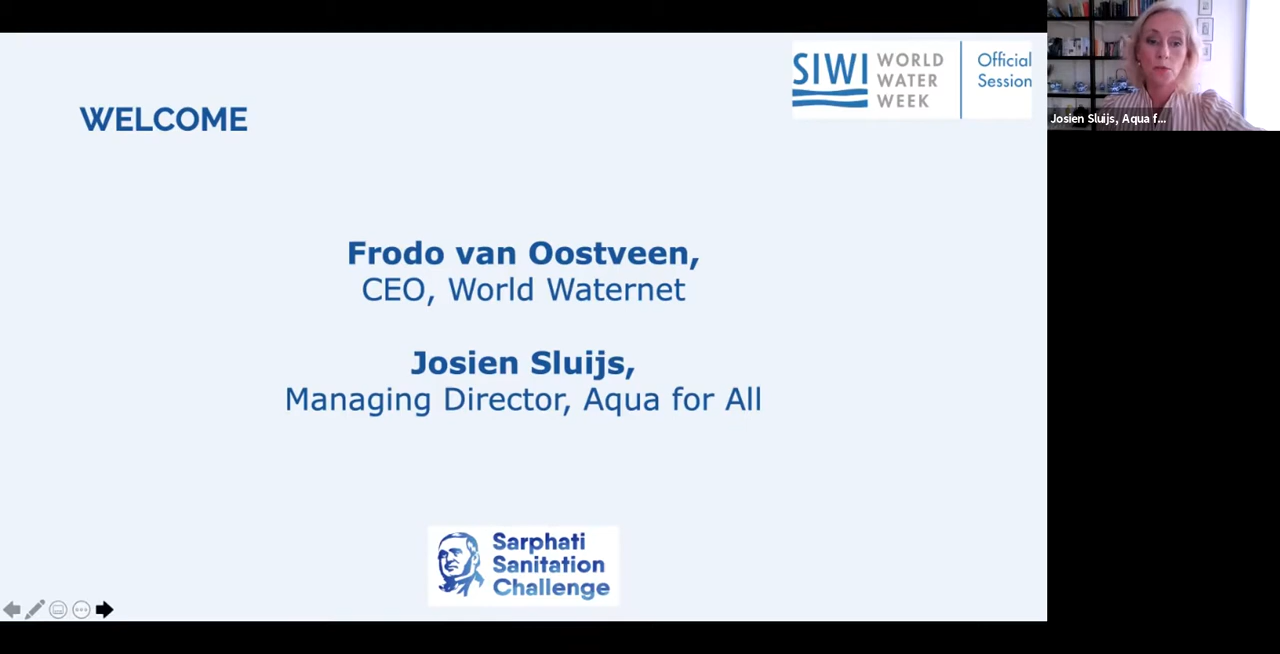 WELCOME
SIWI
WORLD
WATER
WEEK
Official
Session
Josien Sluijs, Aqua f...
Frodo van Oostveen,
CEO, World Waternet
Josien Sluijs,
Managing Director, Aqua for All
Sarphati
Sanitation
Challenge